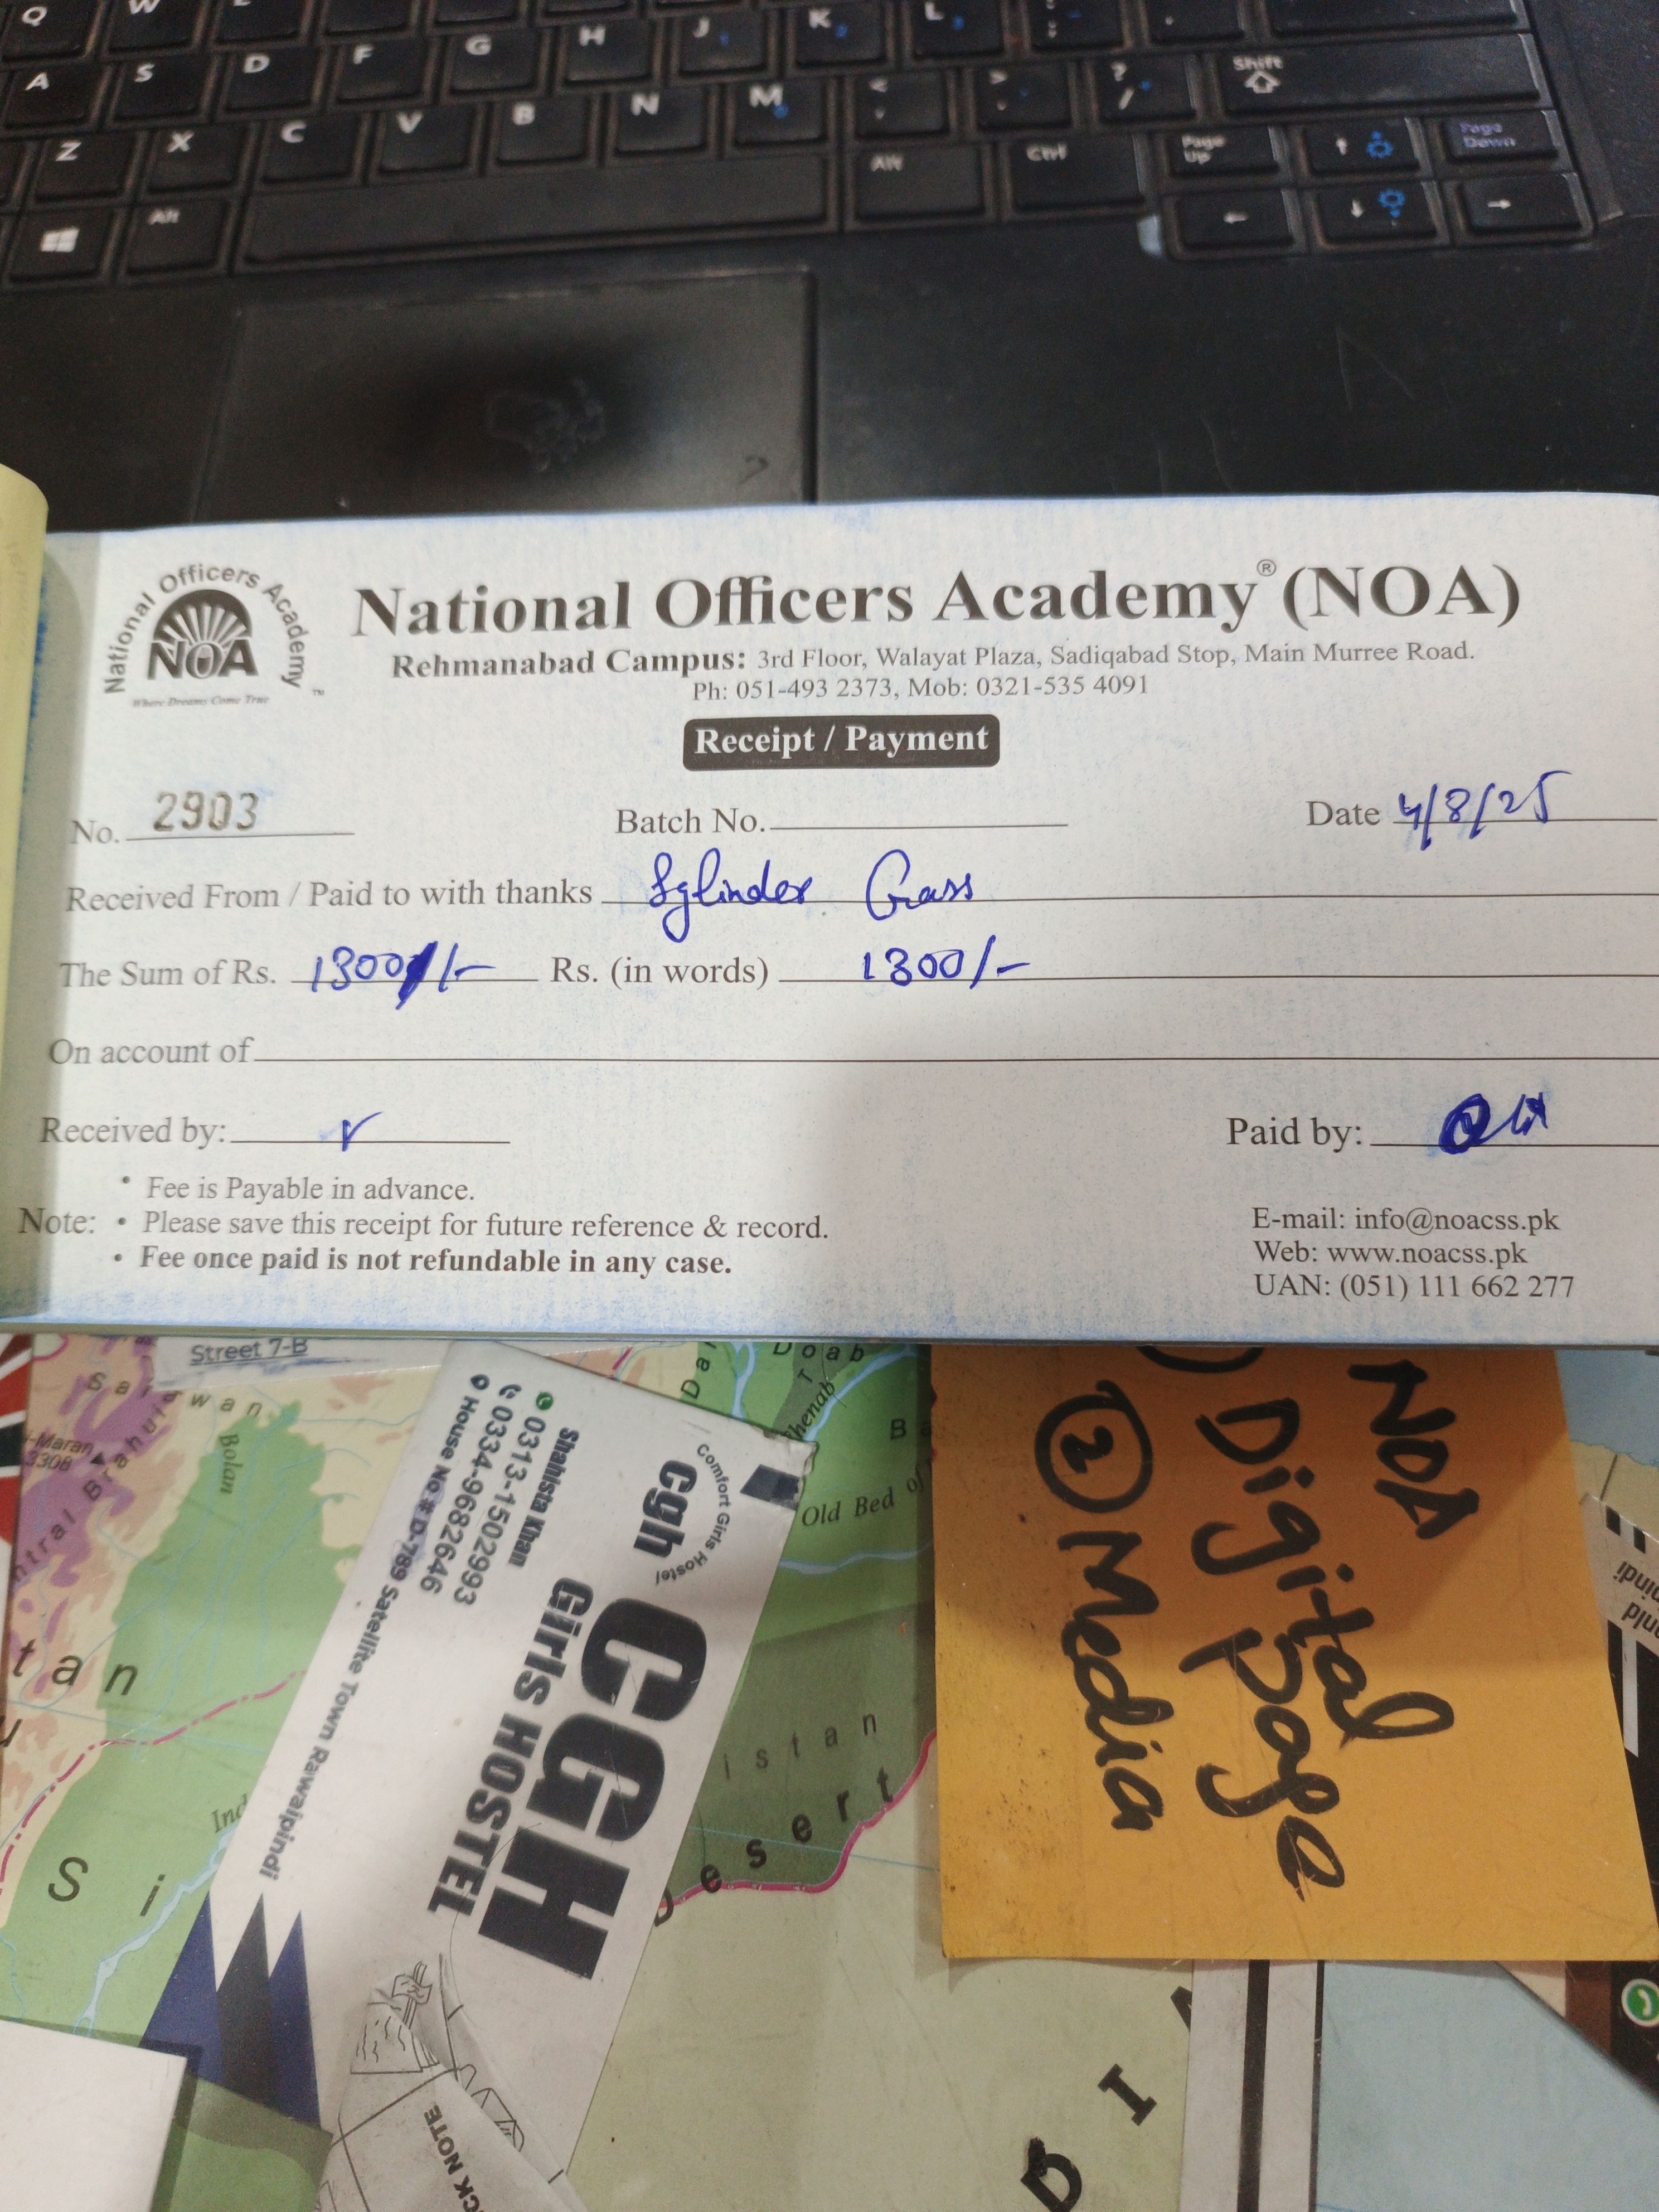 Q W
A S D F G H J K L : ;
Z X C V B N M < , > . ? / Shift
Alt Alt Ctrl Page Up Page Down
National Officers Academy™
NOA
Where Dreams Come True
National Officers Academy® (NOA)
Rehmanabad Campus: 3rd Floor, Walayat Plaza, Sadiqabad Stop, Main Murree Road.
Ph: 051-493 2373, Mob: 0321-535 4091
Receipt / Payment
No. 2903 Batch No. Date 4/8/25
Received From / Paid to with thanks Sylinder Gass
The Sum of Rs. 1300/- Rs. (in words) 1300/-
On account of
Received by: Paid by:
• Fee is Payable in advance.
Note: • Please save this receipt for future reference & record.
• Fee once paid is not refundable in any case.
E-mail: info@noacss.pk
Web: www.noacss.pk
UAN: (051) 111 662 277
Street 7-B
Comfort Girls Hostel
cgh
CGH
Girls HOSTEL
Shahista Khan
0313-1502993
0334-9682646
House No # D-789 Satellite Town Rawalpindi
NOA
Digital
Page
2 Media
Doab
Chenab
Old Bed of
Bolan
3308
istan
Desert
tan
Si
D I